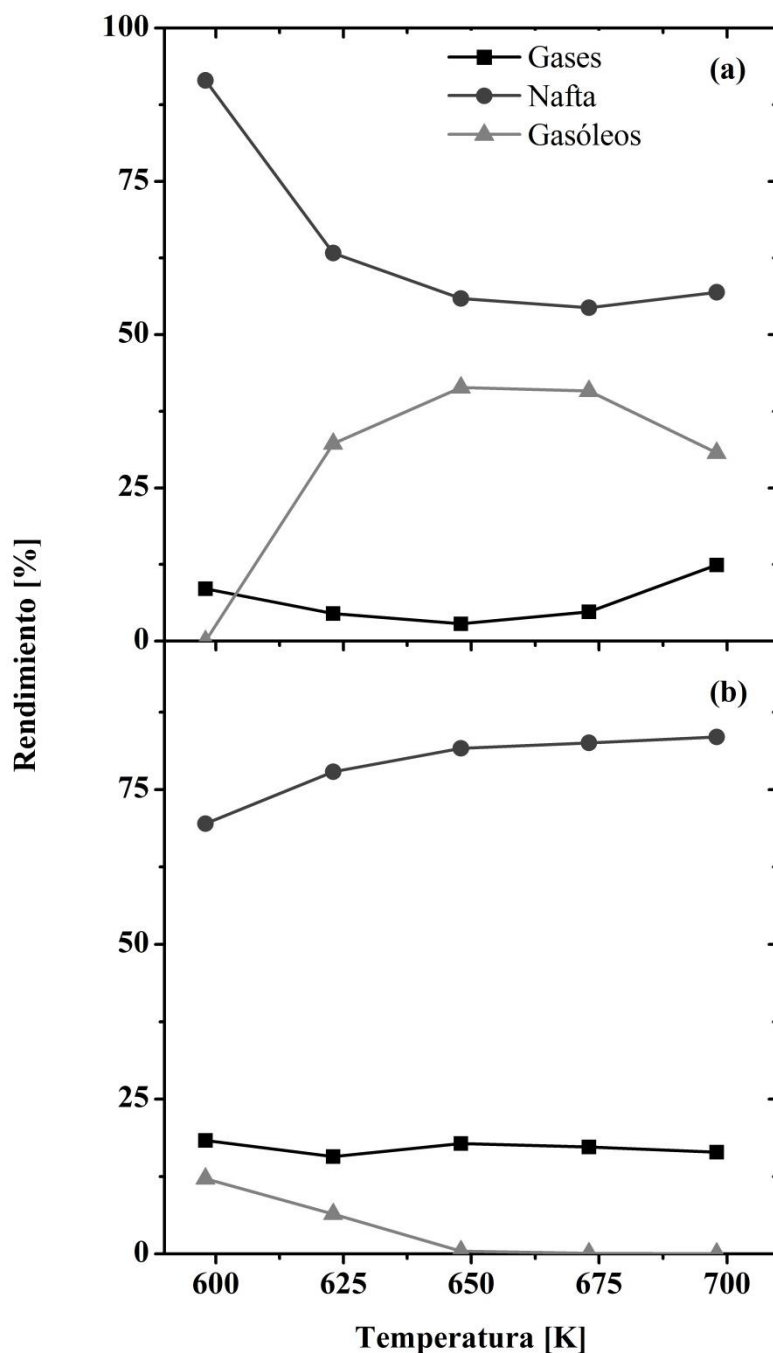 100
75
50
25
0
(a)
Gases
Nafta
Gasóleos
Rendimiento [%]
(b)
75
50
25
0
600
625
650
675
700
Temperatura [K]